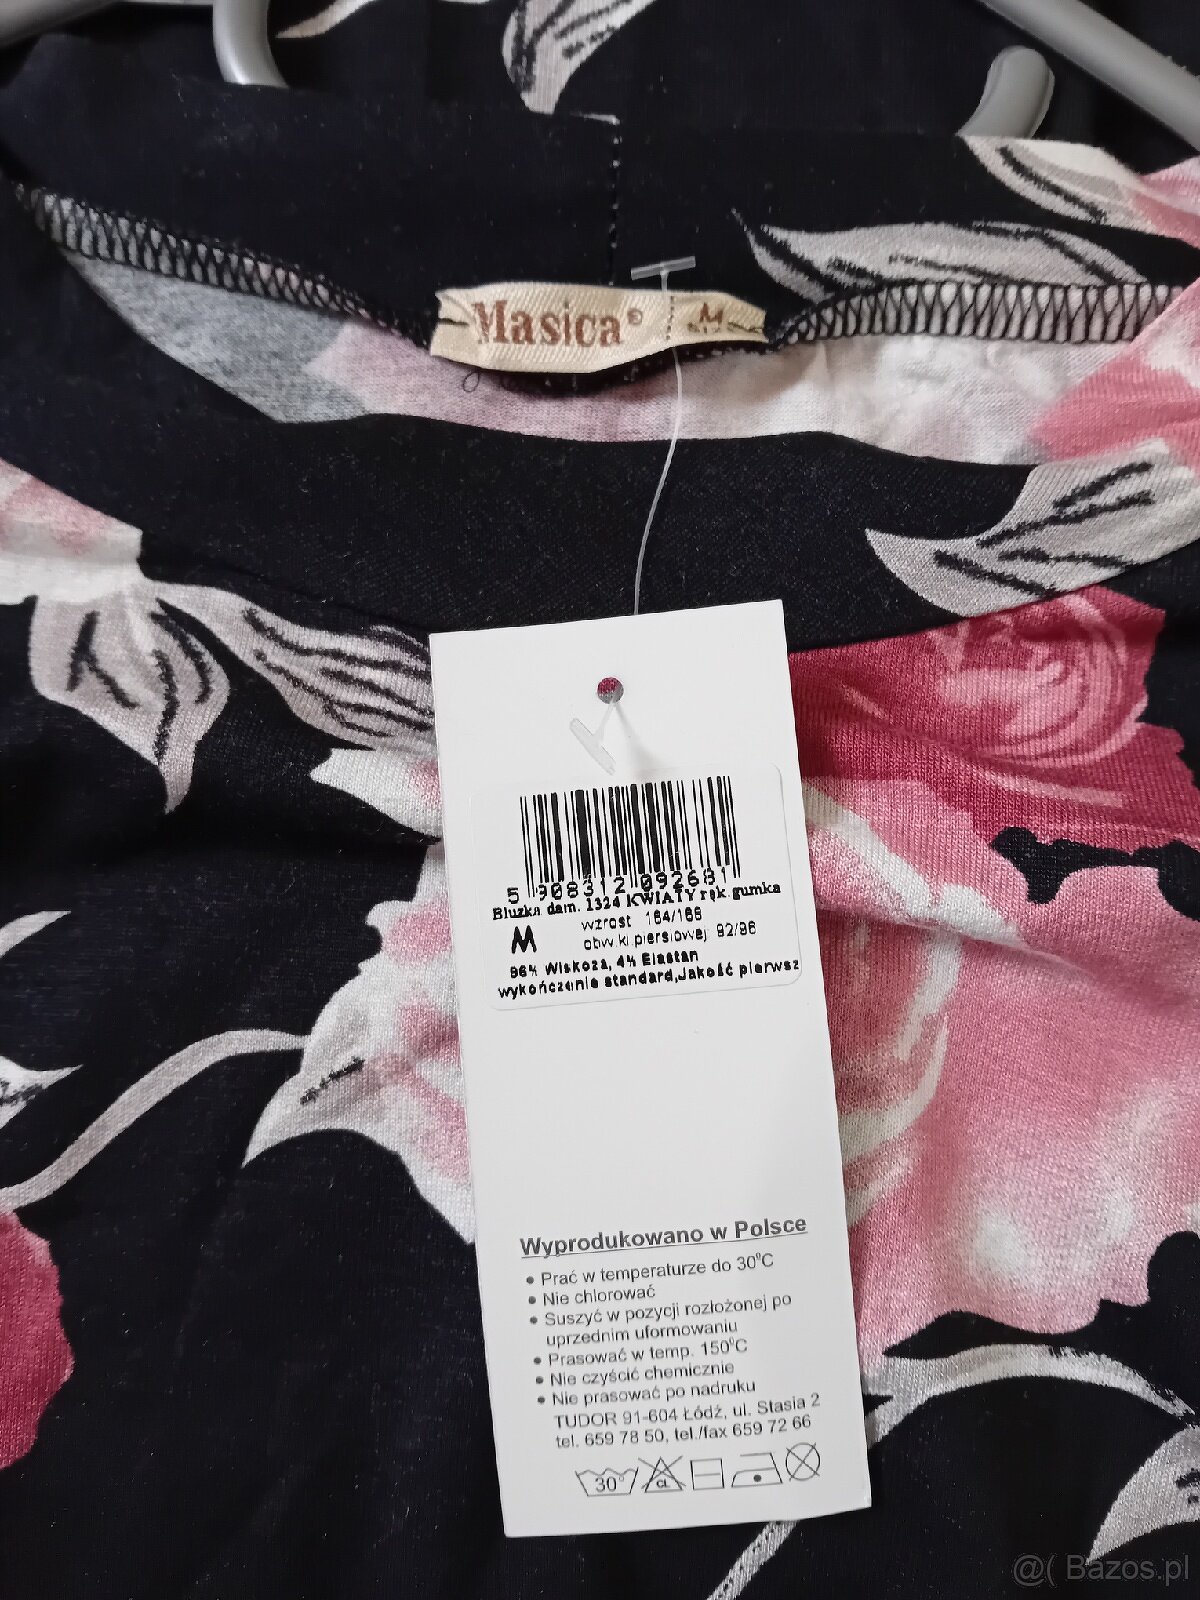 Masica®
M
5 908312 092681
Bluzka dam. 1324 KWIATY ręk. gumka
M
wzrost 164/168
obw.kl.piersiowej: 92/96
96% Wiskoza, 4% Elastan
wykończenie standard,Jakość pierwsz
Wyprodukowano w Polsce
• Prać w temperaturze do 30°C
• Nie chlorować
• Suszyć w pozycji rozłożonej po
uprzednim uformowaniu
• Prasować w temp. 150°C
• Nie czyścić chemicznie
• Nie prasować po nadruku
TUDOR 91-604 Łódź, ul. Stasia 2
tel. 659 78 50, tel./fax 659 72 66
30° CL
@( Bazos.pl